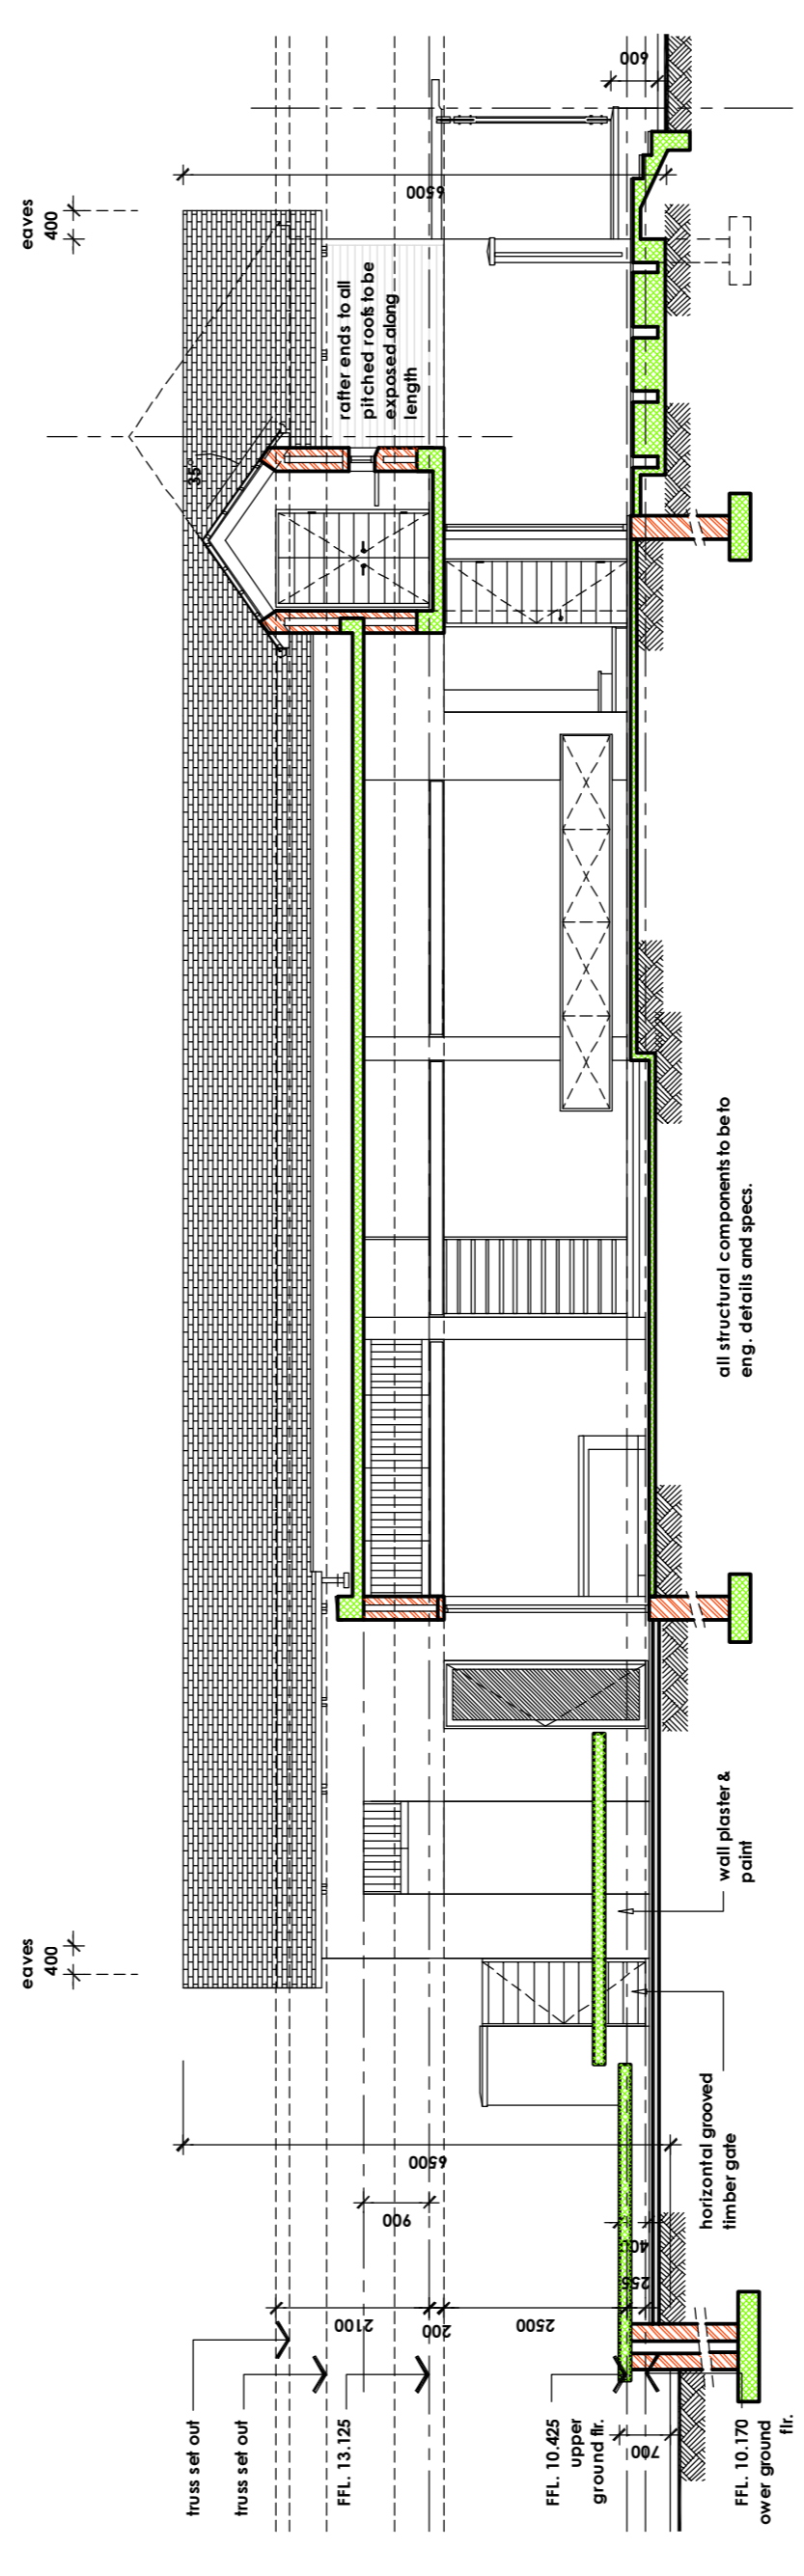 eaves
400
eaves
400
6500
600
35°
rafter ends to all
pitched roofs to be
exposed along
length
all structural components to be to
eng. details and specs.
wall plaster &
paint
horizontal grooved
timber gate
6500
900
400
255
2100
200
2500
700
truss set out
truss set out
FFL. 13.125
FFL. 10.425
upper
ground flr.
FFL. 10.170
ower ground
flr.